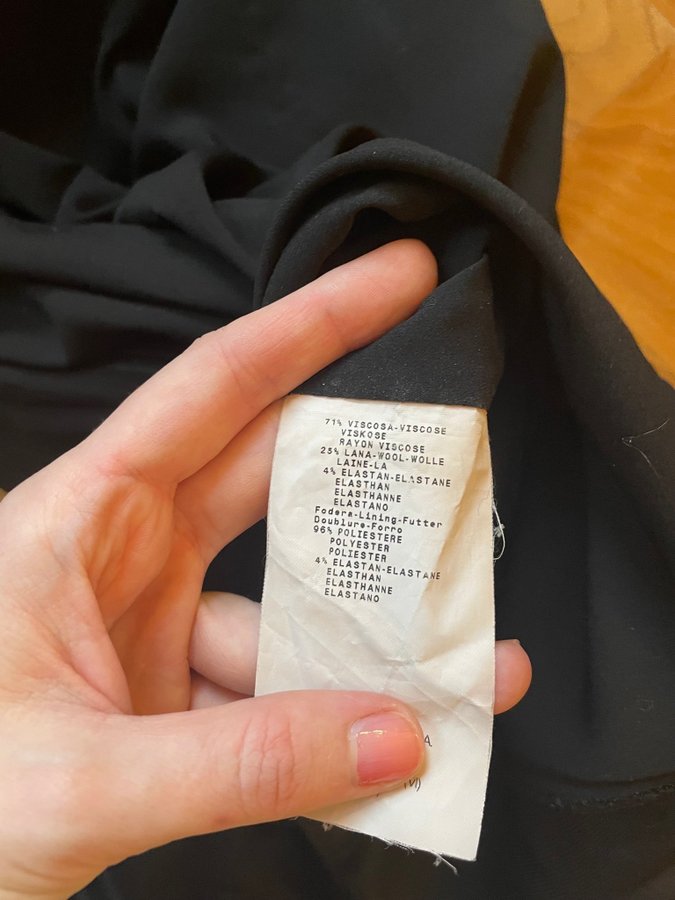 71% VISCOSA-VISCOSE
VISKOSE
RAYON VISCOSE
25% LANA-WOOL-WOLLE
LAINE-LA
4% ELASTAN-ELASTANE
ELASTHAN
ELASTHANNE
ELASTANO
Fodera-Lining-Futter
Doublure-Forro
96% POLIESTERE
POLYESTER
POLIESTER
4% ELASTAN-ELASTANE
ELASTHAN
ELASTHANNE
ELASTANO